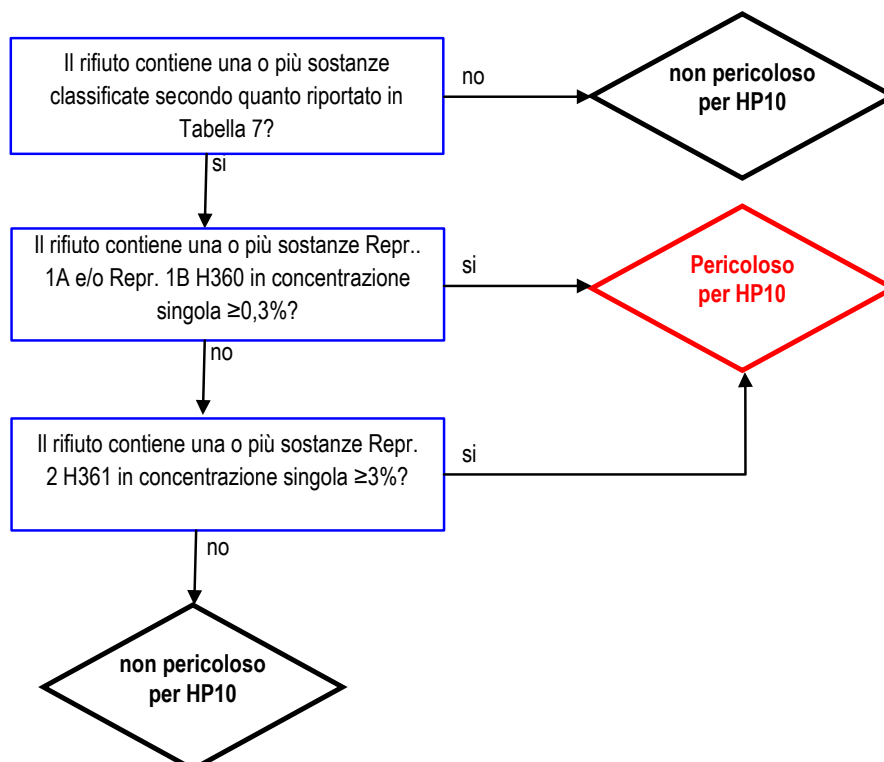 Il rifiuto contiene una o più sostanze
classificate secondo quanto riportato in
Tabella 7?
no
non pericoloso
per HP10
si
Il rifiuto contiene una o più sostanze Repr..
1A e/o Repr. 1B H360 in concentrazione
singola ≥0,3%?
si
Pericoloso
per HP10
no
Il rifiuto contiene una o più sostanze Repr.
2 H361 in concentrazione singola ≥3%?
si
no
non pericoloso
per HP10